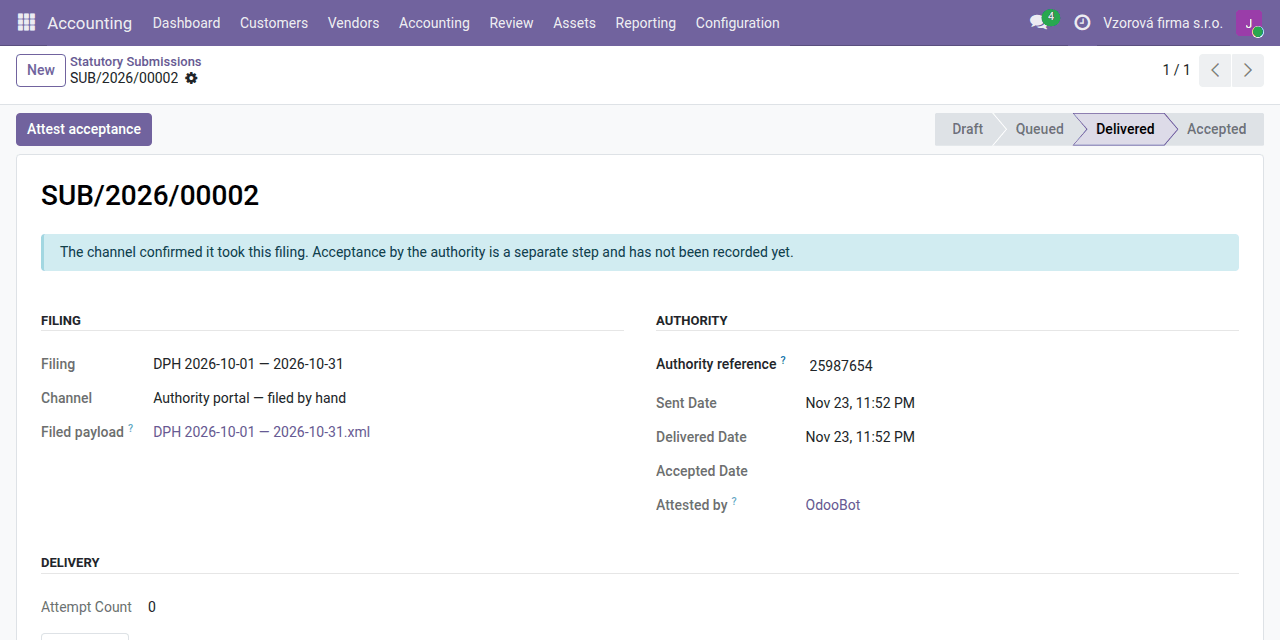 Accounting
Dashboard
Customers
Vendors
Accounting
Review
Assets
Reporting
Configuration
4
Vzorová firma s.r.o.
J
New
Statutory Submissions
SUB/2026/00002
1 / 1
Attest acceptance
Draft
Queued
Delivered
Accepted
SUB/2026/00002
The channel confirmed it took this filing. Acceptance by the authority is a separate step and has not been recorded yet.
FILING
Filing
DPH 2026-10-01 — 2026-10-31
Channel
Authority portal — filed by hand
Filed payload ?
DPH 2026-10-01 — 2026-10-31.xml
AUTHORITY
Authority reference ?
25987654
Sent Date
Nov 23, 11:52 PM
Delivered Date
Nov 23, 11:52 PM
Accepted Date
Attested by ?
OdooBot
DELIVERY
Attempt Count
0